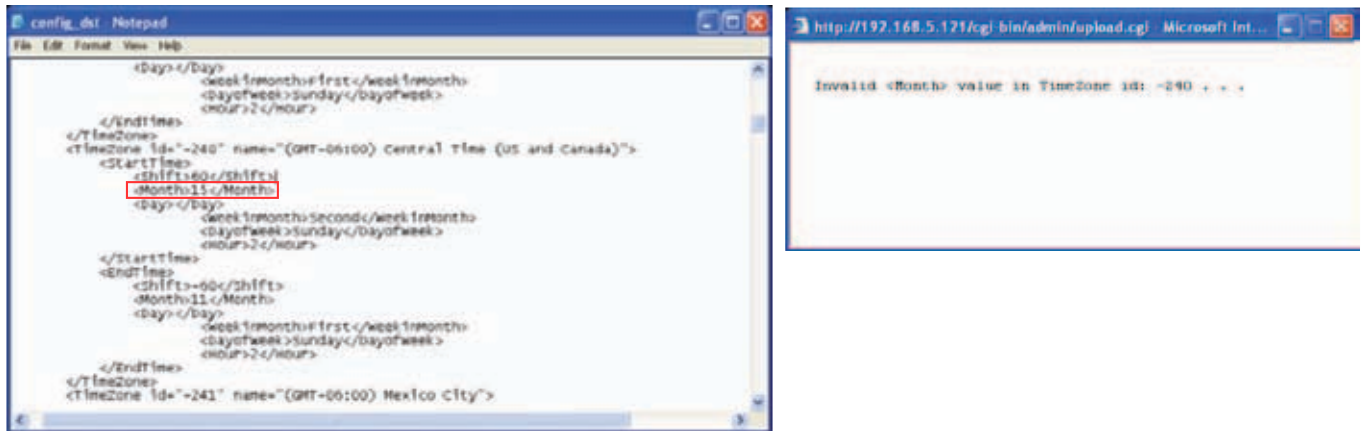 config_dst - Notepad
File Edit Format View Help
<Day></Day>
<WeekInMonth>First</WeekInMonth>
<DayofWeek>Sunday</DayofWeek>
<Hour>2</Hour>
</EndTime>
</TimeZone>
<TimeZone id="-240" name="(GMT-06:00) Central Time (US and Canada)">
<StartTime>
<Shift>60</Shift>
<Month>15</Month>
<Day></Day>
<WeekInMonth>Second</WeekInMonth>
<DayofWeek>Sunday</DayofWeek>
<Hour>2</Hour>
</StartTime>
<EndTime>
<Shift>-60</Shift>
<Month>11</Month>
<Day></Day>
<WeekInMonth>First</WeekInMonth>
<DayofWeek>Sunday</DayofWeek>
<Hour>2</Hour>
</EndTime>
</TimeZone>
<TimeZone id="-241" name="(GMT-06:00) Mexico City">
http://192.168.5.121/cgi-bin/admin/upload.cgi - Microsoft Int...
Invalid <Month> value in TimeZone id: -240 . . .